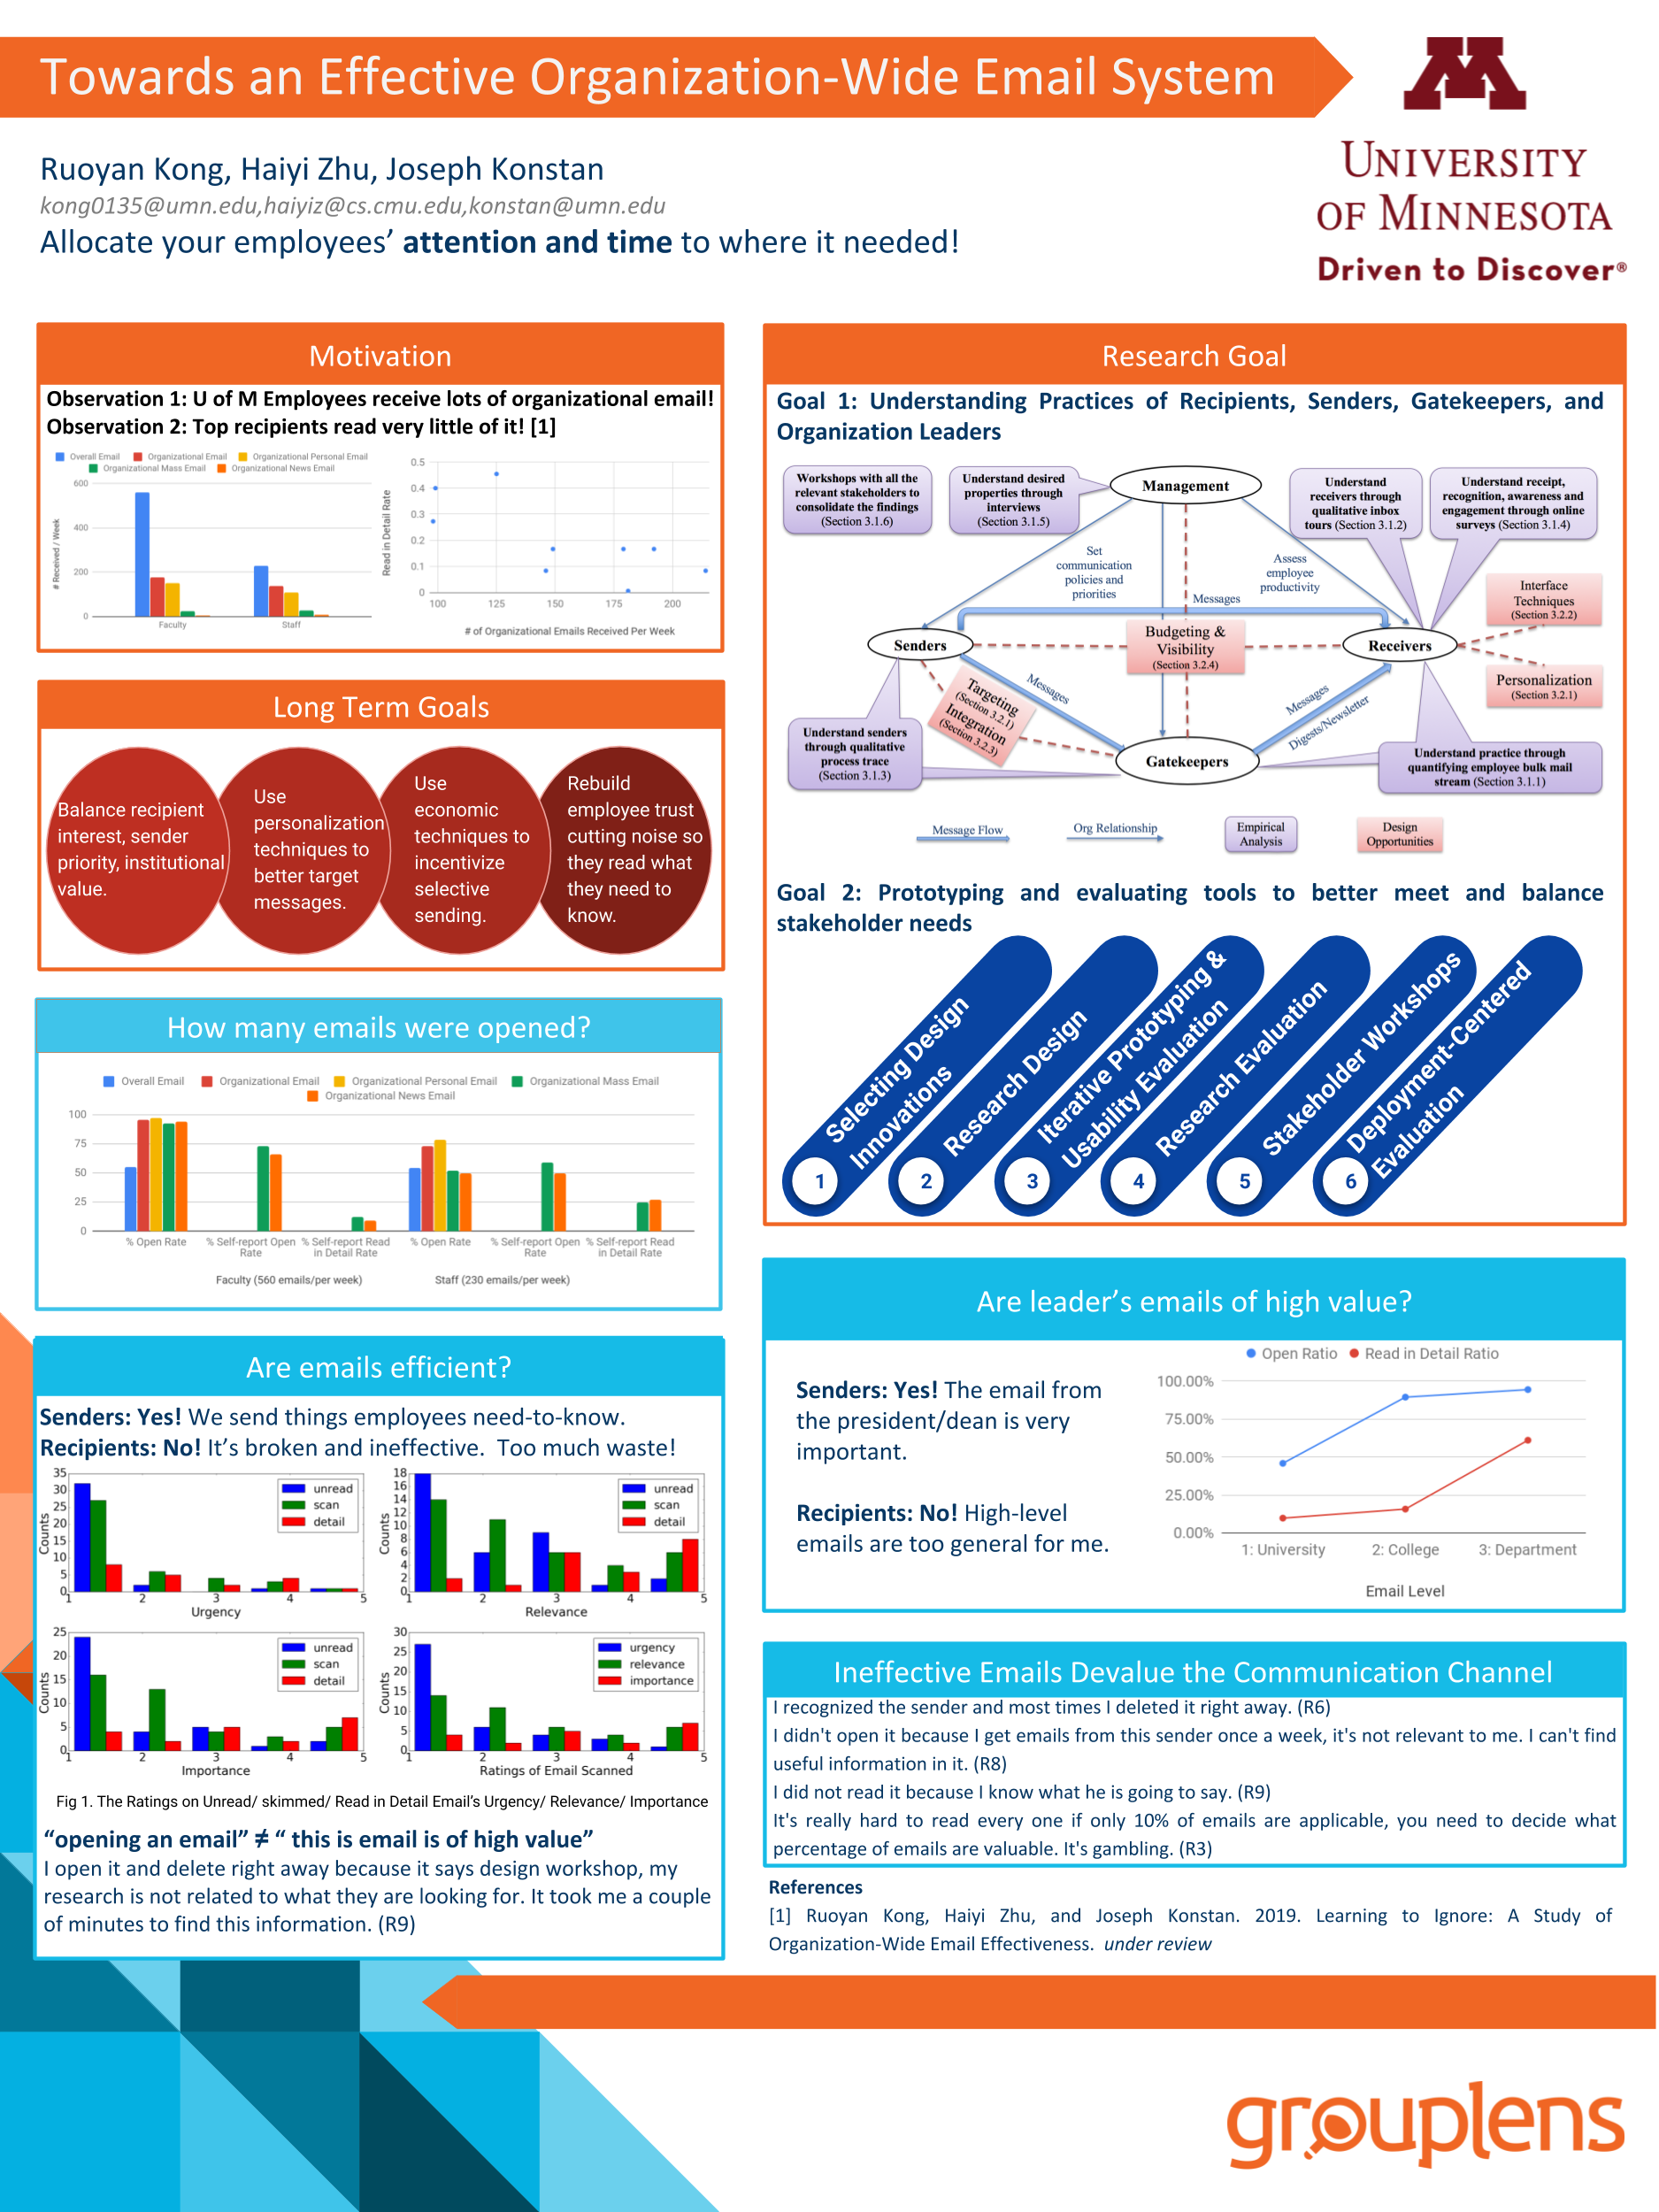 Towards an Effective Organization-Wide Email System
Ruoyan Kong, Haiyi Zhu, Joseph Konstan
kong0135@umn.edu,haiyiz@cs.cmu.edu,konstan@umn.edu
Allocate your employees’ attention and time to where it needed!
M
UNIVERSITY
OF MINNESOTA
Driven to Discover®
Motivation
Observation 1: U of M Employees receive lots of organizational email!
Observation 2: Top recipients read very little of it! [1]
Overall Email Organizational Email Organizational Personal Email
Organizational Mass Email Organizational News Email
# Received / Week
600
400
200
0
Faculty Staff
Read in Detail Rate
0.5
0.4
0.3
0.2
0.1
0
100 125 150 175 200
# of Organizational Emails Received Per Week
Long Term Goals
Balance recipient
interest, sender
priority, institutional
value.
Use
personalization
techniques to
better target
messages.
Use
economic
techniques to
incentivize
selective
sending.
Rebuild
employee trust
cutting noise so
they read what
they need to
know.
How many emails were opened?
Overall Email Organizational Email Organizational Personal Email Organizational Mass Email
Organizational News Email
100
75
50
25
0
% Open Rate % Self-report Open Rate % Self-report Read in Detail Rate % Open Rate % Self-report Open Rate % Self-report Read in Detail Rate
Faculty (560 emails/per week) Staff (230 emails/per week)
Are emails efficient?
Senders: Yes! We send things employees need-to-know.
Recipients: No! It’s broken and ineffective. Too much waste!
35
30
25
20
15
10
5
0
Counts
unread
scan
detail
1 2 3 4 5
Urgency
18
16
14
12
10
8
6
4
2
0
Counts
unread
scan
detail
1 2 3 4 5
Relevance
25
20
15
10
5
0
Counts
unread
scan
detail
1 2 3 4 5
Importance
30
25
20
15
10
5
0
Counts
urgency
relevance
importance
1 2 3 4 5
Ratings of Email Scanned
Fig 1. The Ratings on Unread/ skimmed/ Read in Detail Email’s Urgency/ Relevance/ Importance
“opening an email” ≠ “ this is email is of high value”
I open it and delete right away because it says design workshop, my
research is not related to what they are looking for. It took me a couple
of minutes to find this information. (R9)
Research Goal
Goal 1: Understanding Practices of Recipients, Senders, Gatekeepers, and
Organization Leaders
Workshops with all the
relevant stakeholders to
consolidate the findings
(Section 3.1.6)
Understand desired
properties through
interviews
(Section 3.1.5)
Management
Understand
receivers through
qualitative inbox
tours (Section 3.1.2)
Understand receipt,
recognition, awareness and
engagement through online
surveys (Section 3.1.4)
Set
communication
policies and
priorities
Assess
employee
productivity
Messages
Interface
Techniques
(Section 3.2.2)
Senders
Budgeting &
Visibility
(Section 3.2.4)
Receivers
Personalization
(Section 3.2.1)
Targeting
(Section 3.2.1)
Integration
(Section 3.2.3)
Messages
Messages
Digests/Newsletter
Understand senders
through qualitative
process trace
(Section 3.1.3)
Gatekeepers
Understand practice through
quantifying employee bulk mail
stream (Section 3.1.1)
Message Flow
Org Relationship
Empirical
Analysis
Design
Opportunities
Goal 2: Prototyping and evaluating tools to better meet and balance
stakeholder needs
1 Selecting Design
Innovations
2 Research Design
3 Iterative Prototyping &
Usability Evaluation
4 Research Evaluation
5 Stakeholder Workshops
6 Deployment-Centered
Evaluation
Are leader’s emails of high value?
Senders: Yes! The email from
the president/dean is very
important.
Recipients: No! High-level
emails are too general for me.
Open Ratio Read in Detail Ratio
100.00%
75.00%
50.00%
25.00%
0.00%
1: University 2: College 3: Department
Email Level
Ineffective Emails Devalue the Communication Channel
I recognized the sender and most times I deleted it right away. (R6)
I didn't open it because I get emails from this sender once a week, it's not relevant to me. I can't find
useful information in it. (R8)
I did not read it because I know what he is going to say. (R9)
It's really hard to read every one if only 10% of emails are applicable, you need to decide what
percentage of emails are valuable. It's gambling. (R3)
References
[1] Ruoyan Kong, Haiyi Zhu, and Joseph Konstan. 2019. Learning to Ignore: A Study of
Organization-Wide Email Effectiveness. under review
grouplens